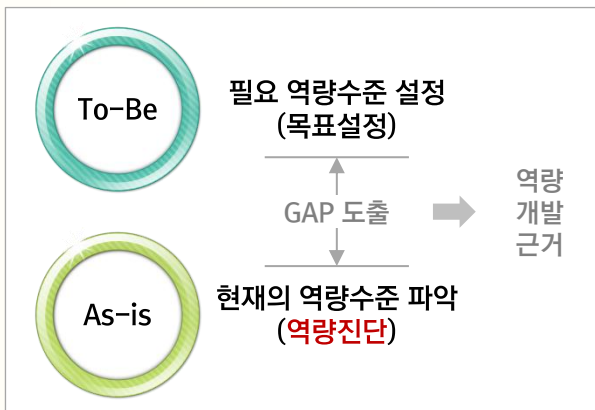 To-Be
필요 역량수준 설정
(목표설정)
GAP 도출
역량
개발
근거
As-is
현재의 역량수준 파악
(역량진단)